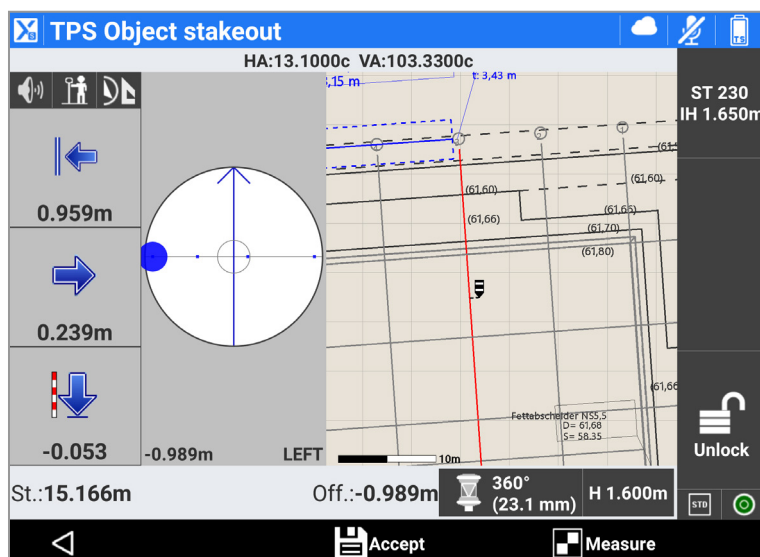 TPS Object stakeout
TS
HA:13.1000c VA:103.3300c
ST 230
IH 1.650m
0.959m
0.239m
-0.053
-0.989m
LEFT
3,15 m
t: 3,43 m
(61,60)
(61,60)
(61,66)
(61,65)
(61,70)
(61,80)
(61,66
Fettabscheider NS5,5
D= 61,68
S= 58.35
10m
Unlock
St.:15.166m
Off.:-0.989m
360°
(23.1 mm)
H 1.600m
STD
Accept
Measure